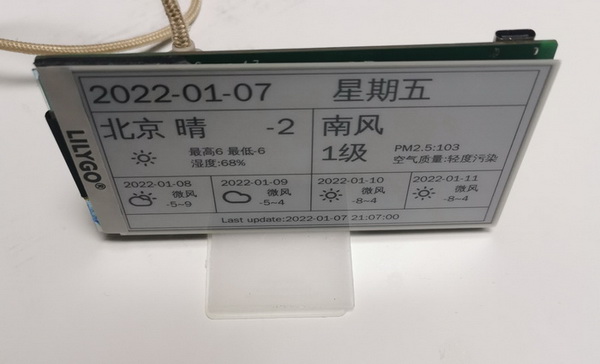 2022-01-07 星期五
北京 晴 -2
最高6 最低-6
湿度:68%
南风
1级
PM2.5:103
空气质量:轻度污染
2022-01-08
微风
-5~9
2022-01-09
微风
-5~4
2022-01-10
微风
-8~4
2022-01-11
微风
-8~4
Last update:2022-01-07 21:07:00
LILYGO®